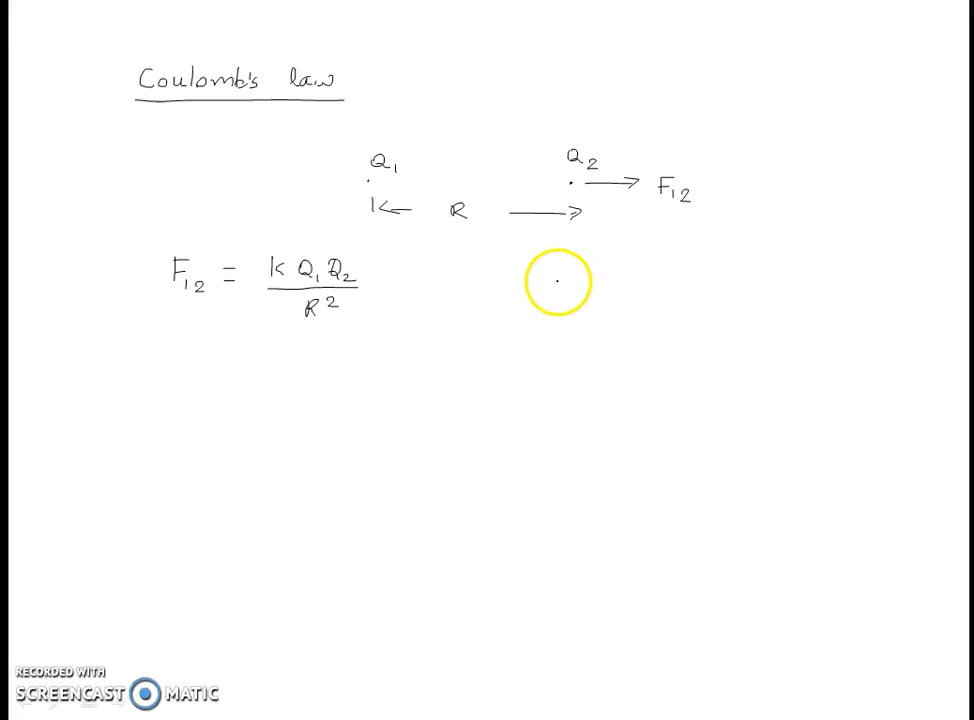 Coulomb's law
Q1 Q2
F12
R
F12 = k Q1 Q2
R2
RECORDED WITH
SCREENCAST MATIC